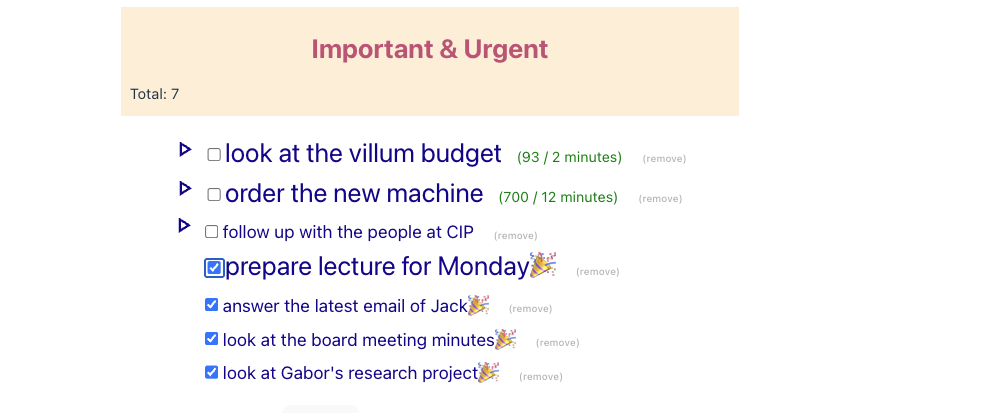 Important & Urgent
Total: 7
look at the villum budget (93 / 2 minutes) (remove)
order the new machine (700 / 12 minutes) (remove)
follow up with the people at CIP (remove)
prepare lecture for Monday🎉 (remove)
answer the latest email of Jack🎉 (remove)
look at the board meeting minutes🎉 (remove)
look at Gabor's research project🎉 (remove)